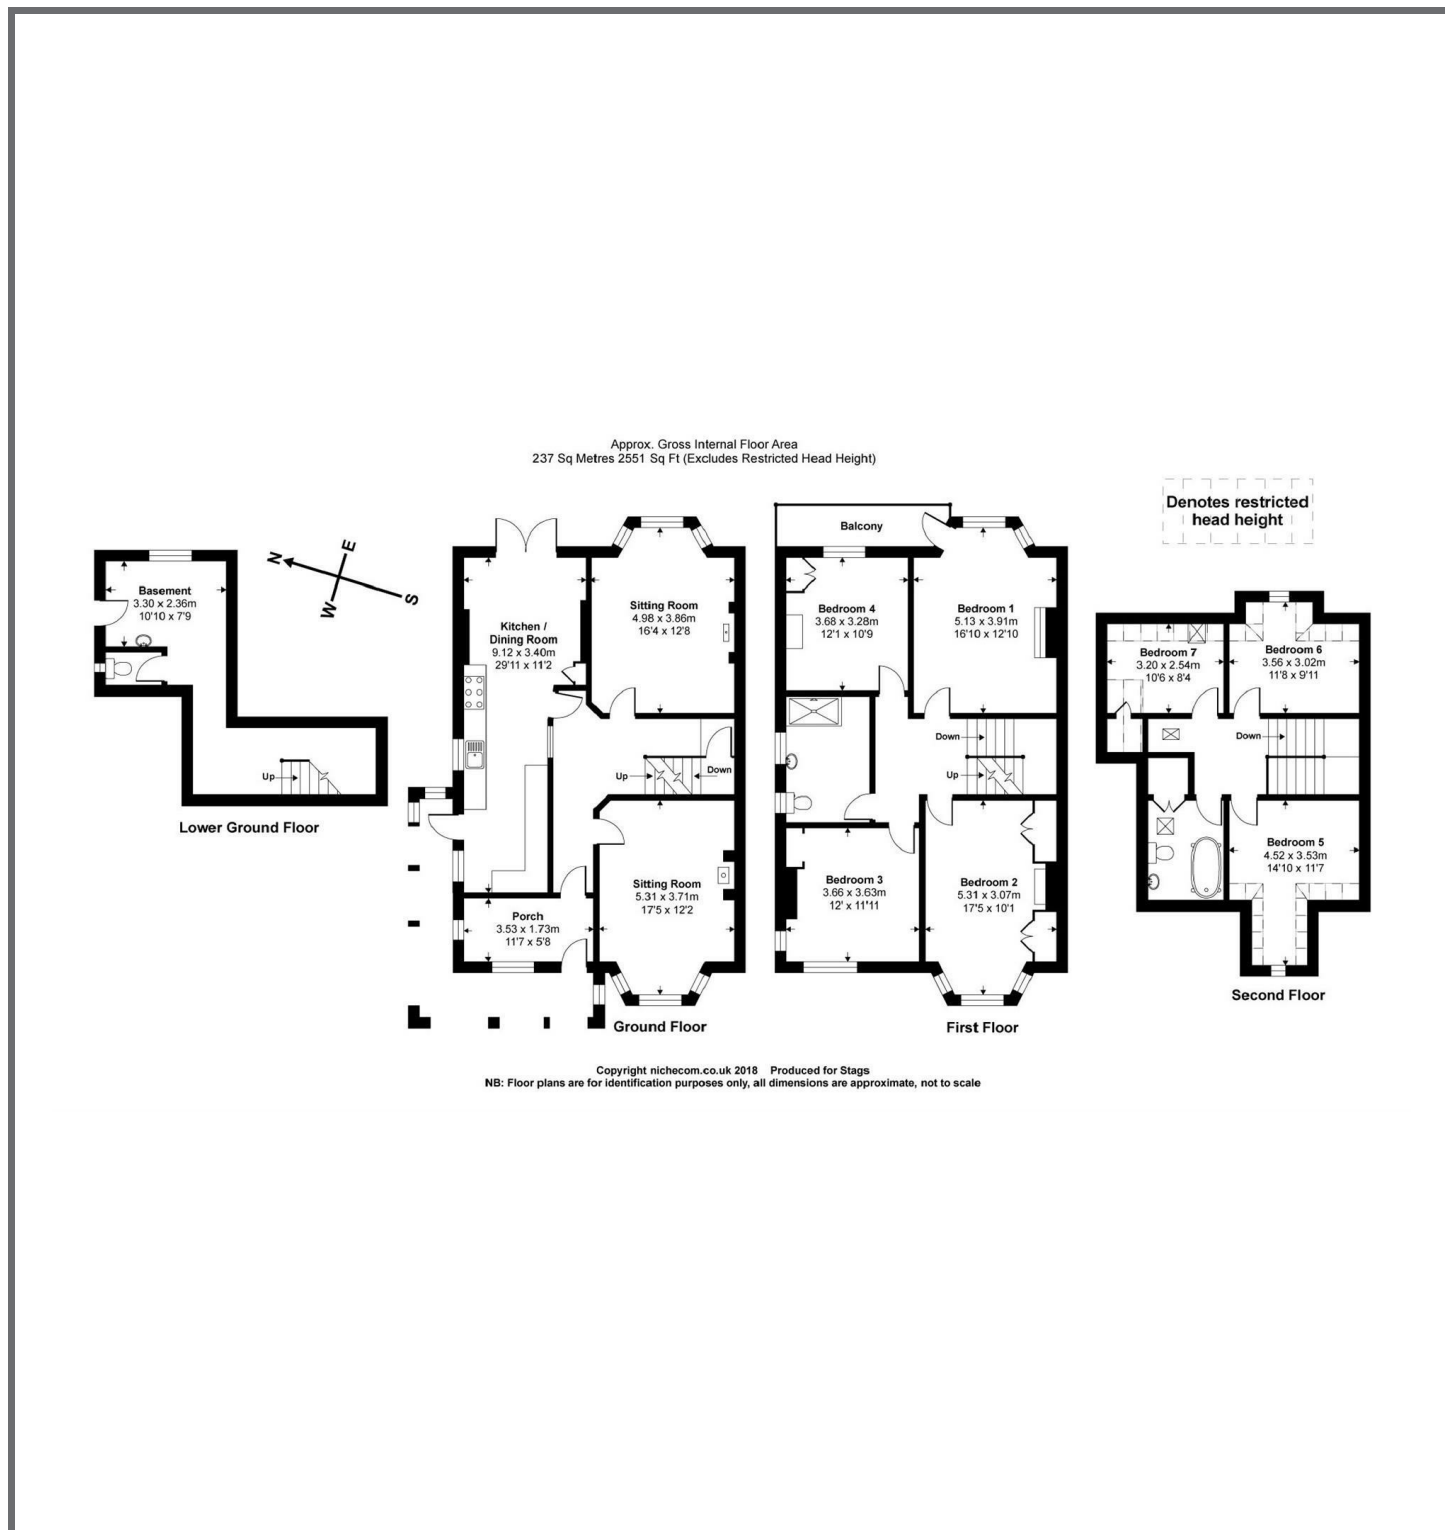 Approx. Gross Internal Floor Area
237 Sq Metres 2551 Sq Ft (Excludes Restricted Head Height)
Denotes restricted
head height
N
E
W
S
Basement
3.30 x 2.36m
10'10 x 7'9
Up
Lower Ground Floor
Kitchen /
Dining Room
9.12 x 3.40m
29'11 x 11'2
Sitting Room
4.98 x 3.86m
16'4 x 12'8
Up
Down
Sitting Room
5.31 x 3.71m
17'5 x 12'2
Porch
3.53 x 1.73m
11'7 x 5'8
Ground Floor
Balcony
Bedroom 4
3.68 x 3.28m
12'1 x 10'9
Bedroom 1
5.13 x 3.91m
16'10 x 12'10
Down
Up
Bedroom 3
3.66 x 3.63m
12' x 11'11
Bedroom 2
5.31 x 3.07m
17'5 x 10'1
First Floor
Bedroom 7
3.20 x 2.54m
10'6 x 8'4
Bedroom 6
3.56 x 3.02m
11'8 x 9'11
Down
Bedroom 5
4.52 x 3.53m
14'10 x 11'7
Second Floor
Copyright nichecom.co.uk 2018 Produced for Stags
NB: Floor plans are for identification purposes only, all dimensions are approximate, not to scale